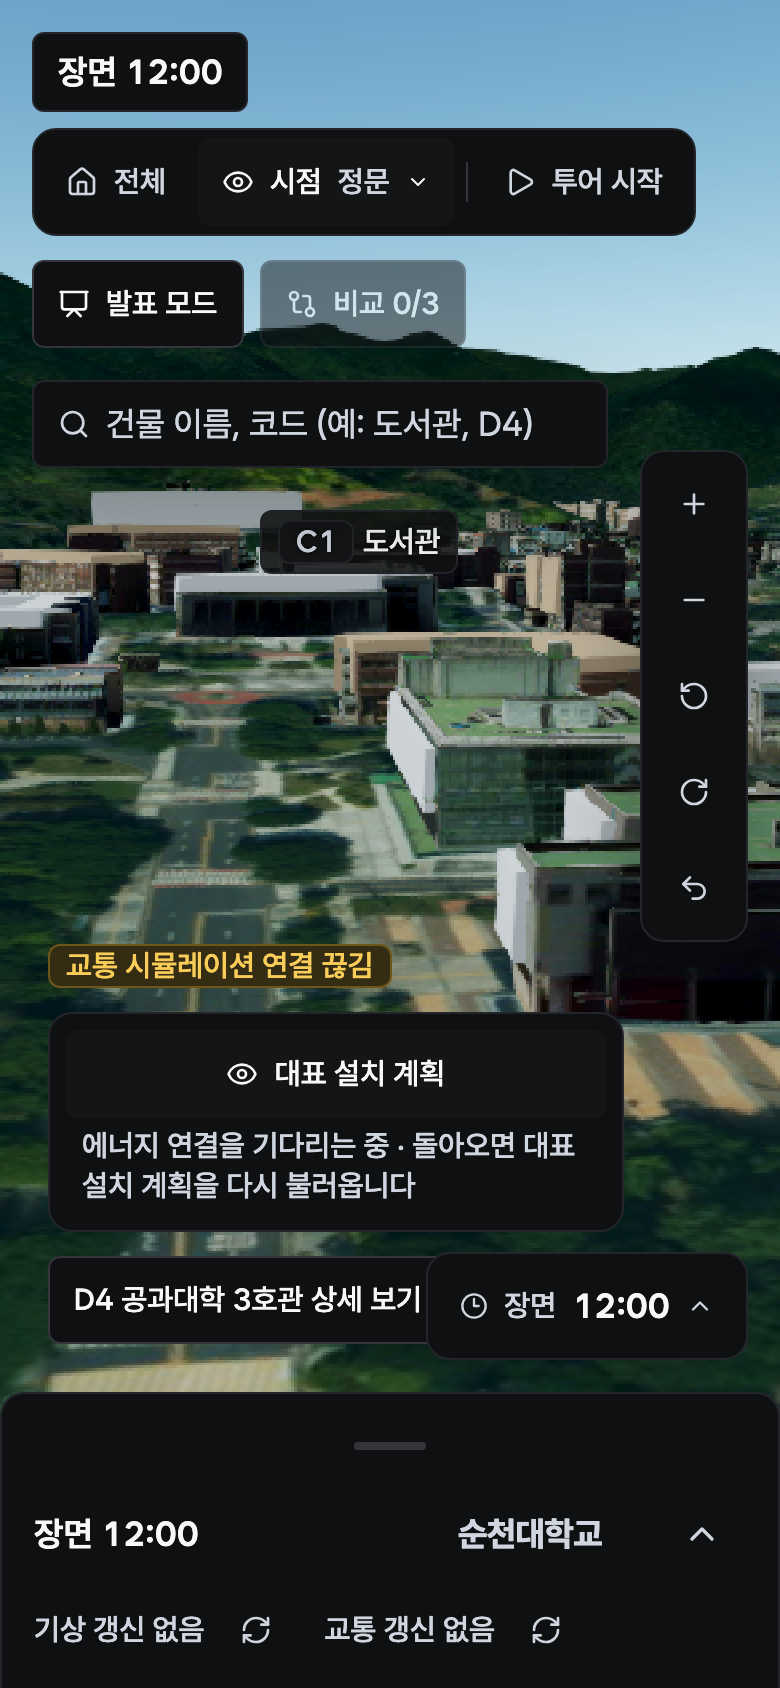 장면 12:00
전체 시점 정문 투어 시작
발표 모드 비교 0/3
건물 이름, 코드 (예: 도서관, D4)
C1 도서관
교통 시뮬레이션 연결 끊김
대표 설치 계획
에너지 연결을 기다리는 중 · 돌아오면 대표
설치 계획을 다시 불러옵니다
D4 공과대학 3호관 상세 보기
장면 12:00
장면 12:00 순천대학교
기상 갱신 없음 교통 갱신 없음